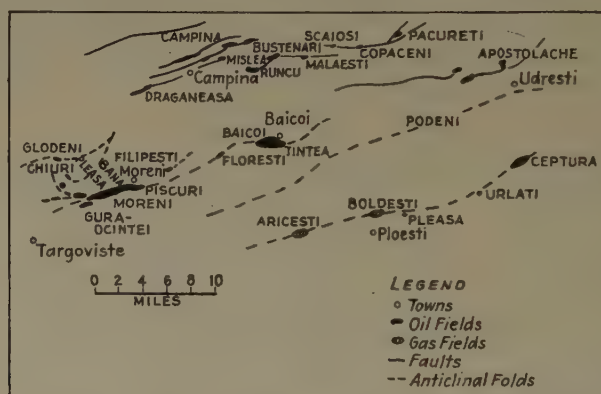 SCAIOSI
PACURETI
CAMPINA
BUSTENARI
COPACENI
APOSTOLACHE
MISLEA
MALAESTI
Campina
RUNCU
Udresti
DRAGANEASA
BAICOI
Baicoi
PODENI
GLODENI
FILIPESTI
FLORESTI
TINTEA
CHIURI
LEASA
BANA
Moreni
CEPTURA
PISCURI
MORENI
BOLDESTI
URLATI
GURA-
OCINTEI
ARICESTI
PLEASA
Ploesti
Targoviste
0 2 4 6 8 10
MILES
LEGEND
Towns
Oil Fields
Gas Fields
Faults
Anticlinal Folds